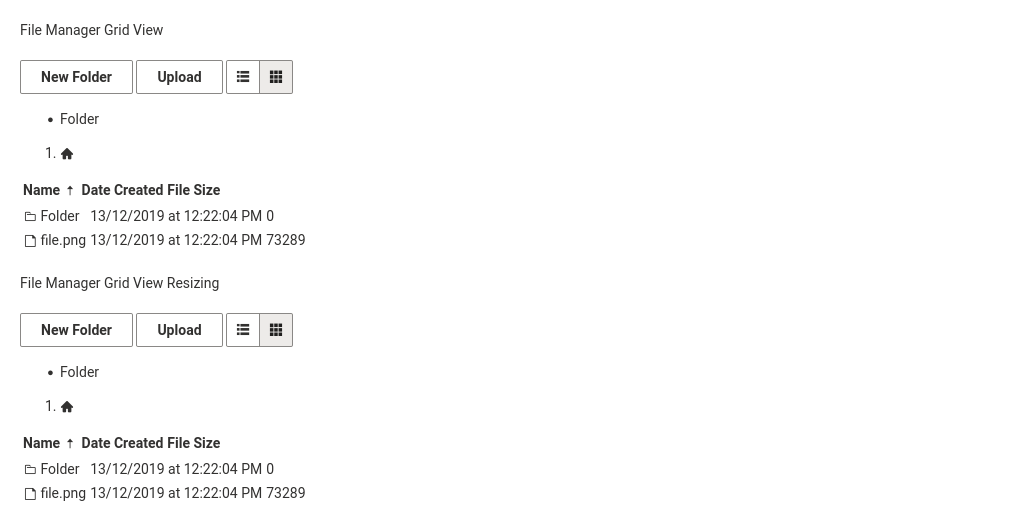 File Manager Grid View
New Folder Upload
• Folder
1.
Name ↑ Date Created File Size
Folder 13/12/2019 at 12:22:04 PM 0
file.png 13/12/2019 at 12:22:04 PM 73289
File Manager Grid View Resizing
New Folder Upload
• Folder
1.
Name ↑ Date Created File Size
Folder 13/12/2019 at 12:22:04 PM 0
file.png 13/12/2019 at 12:22:04 PM 73289